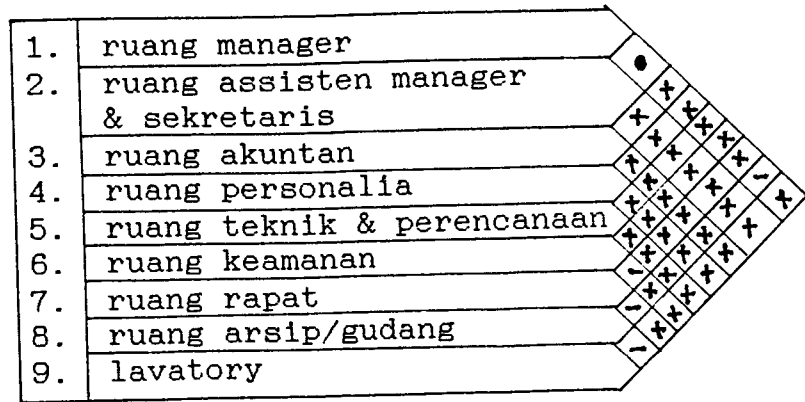 1. ruang manager
2. ruang assisten manager
& sekretaris
3. ruang akuntan
4. ruang personalia
5. ruang teknik & perencanaan
6. ruang keamanan
7. ruang rapat
8. ruang arsip/gudang
9. lavatory